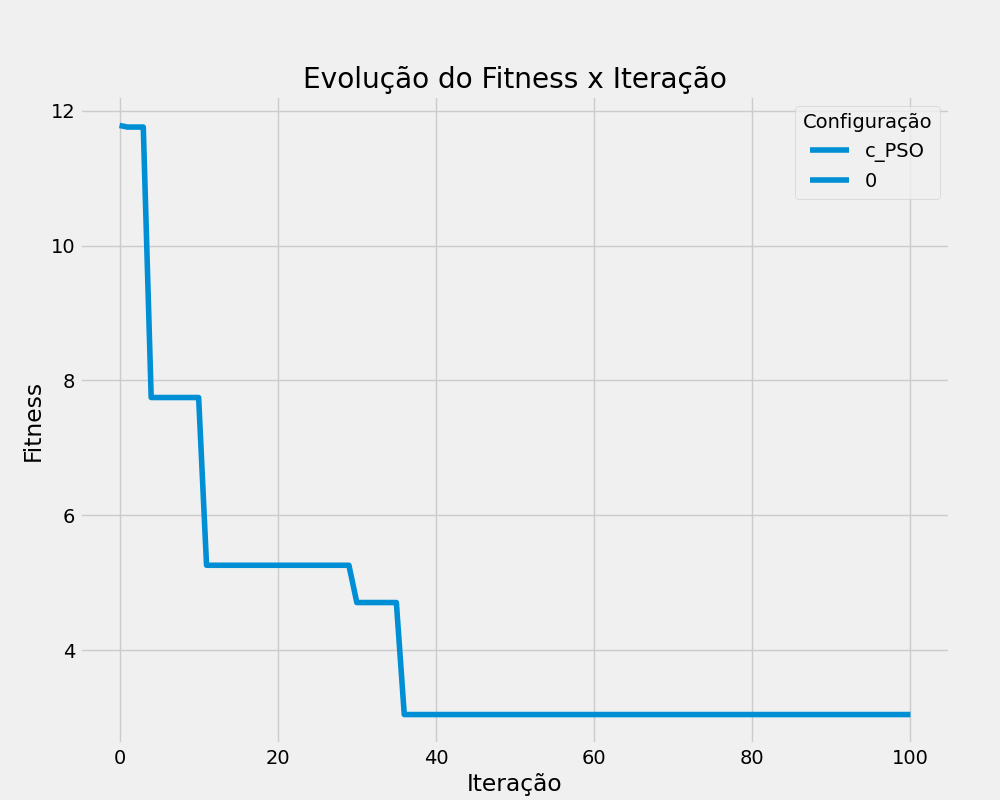 Evolução do Fitness x Iteração
Configuração
c_PSO
0
Fitness
12
10
8
6
4
0 20 40 60 80 100
Iteração